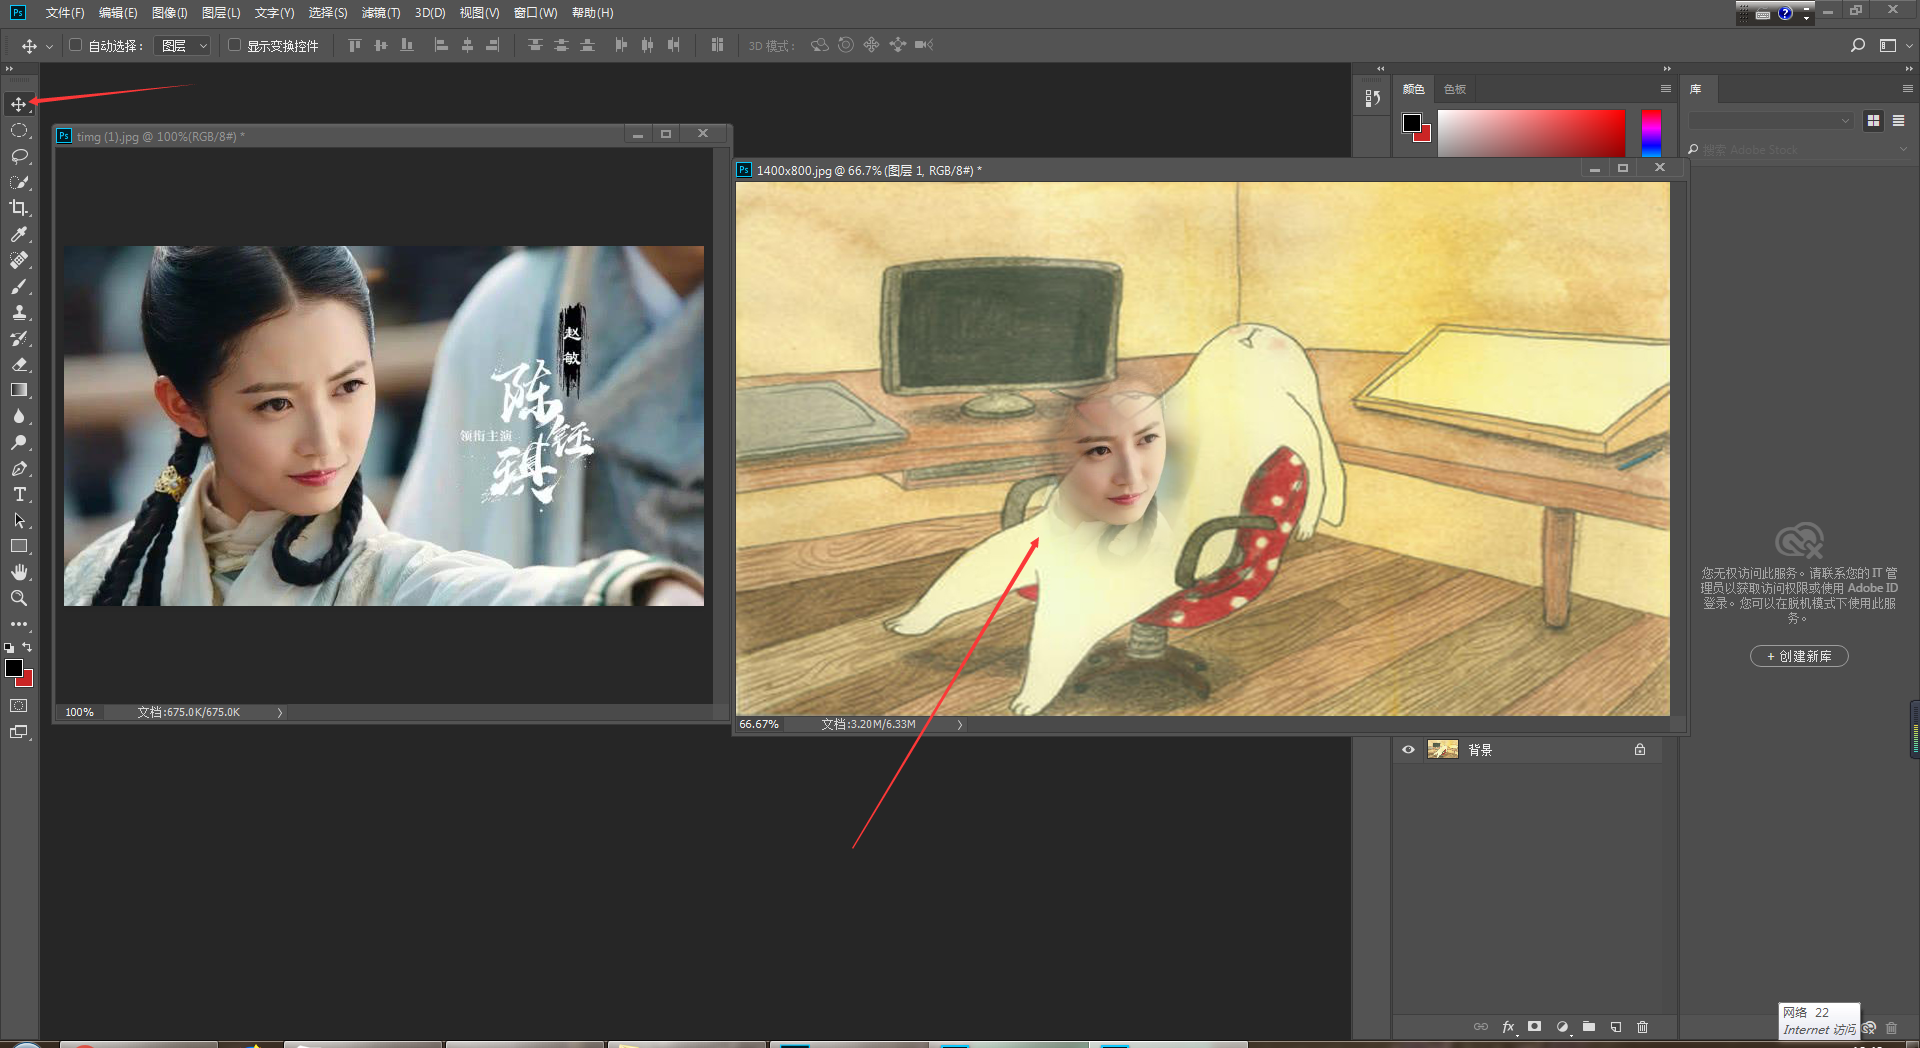 Ps 文件(F) 编辑(E) 图像(I) 图层(L) 文字(Y) 选择(S) 滤镜(T) 3D(D) 视图(V) 窗口(W) 帮助(H)
自动选择： 图层 显示变换控件 3D 模式：
颜色 色板 库
Ps timg (1).jpg @ 100%(RGB/8#) *
搜索 Adobe Stock
Ps 1400x800.jpg @ 66.7% (图层 1, RGB/8#) *
赵敏
陈钰琪
领衔主演
您无权访问此服务。请联系您的 IT 管
理员以获取访问权限或使用 Adobe ID
登录。您可以在脱机模式下使用此服
务。
+ 创建新库
100% 文档:675.0K/675.0K
66.67% 文档:3.20M/6.33M
背景
fx
网络 22
Internet 访问